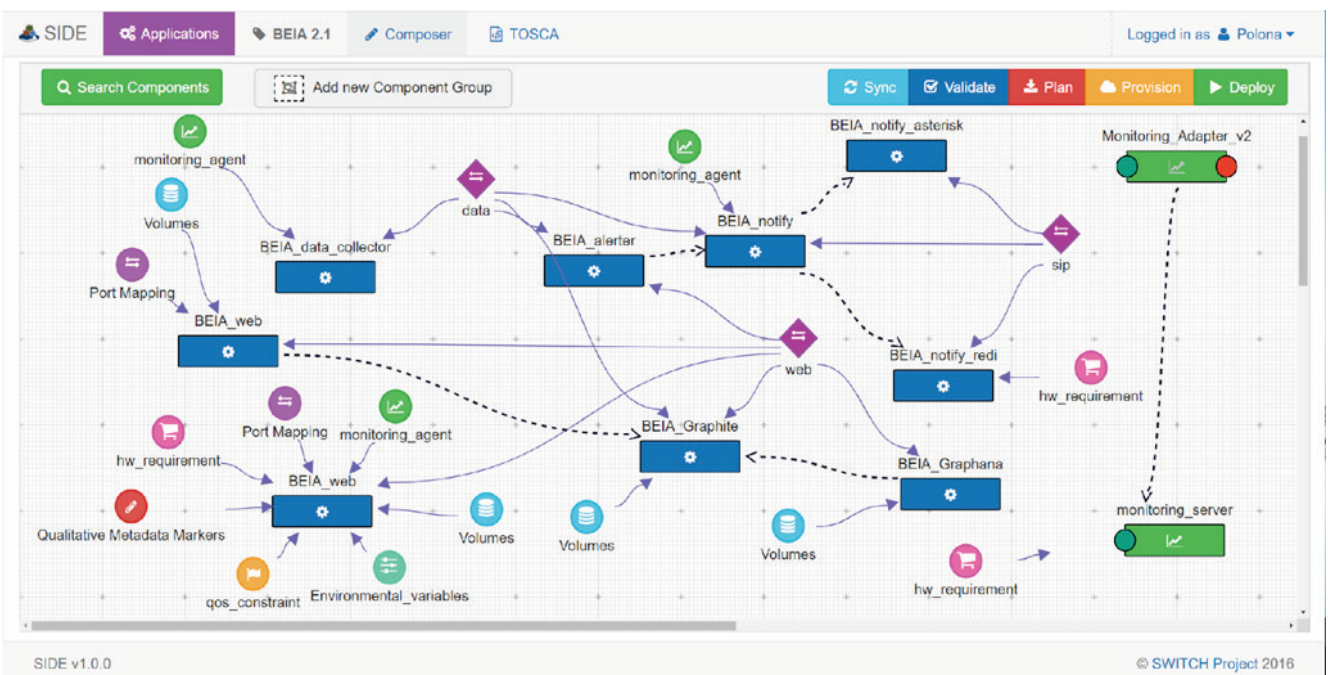 SIDE Applications BEIA 2.1 Composer TOSCA Logged in as Polona
Search Components Add new Component Group Sync Validate Plan Provision Deploy
BEIA_notify_asterisk
Monitoring_Adapter_v2
monitoring_agent
monitoring_agent
Volumes
data
BEIA_notify
BEIA_data_collector
BEIA_alerter
sip
Port Mapping
BEIA_web
BEIA_notify_redi
web
hw_requirement
Port Mapping
monitoring_agent
BEIA_Graphite
hw_requirement
BEIA_Graphana
BEIA_web
monitoring_server
Qualitative Metadata Markers
Volumes
Volumes
Volumes
hw_requirement
qos_constraint
Environmental_variables
SIDE v1.0.0 © SWITCH Project 2016